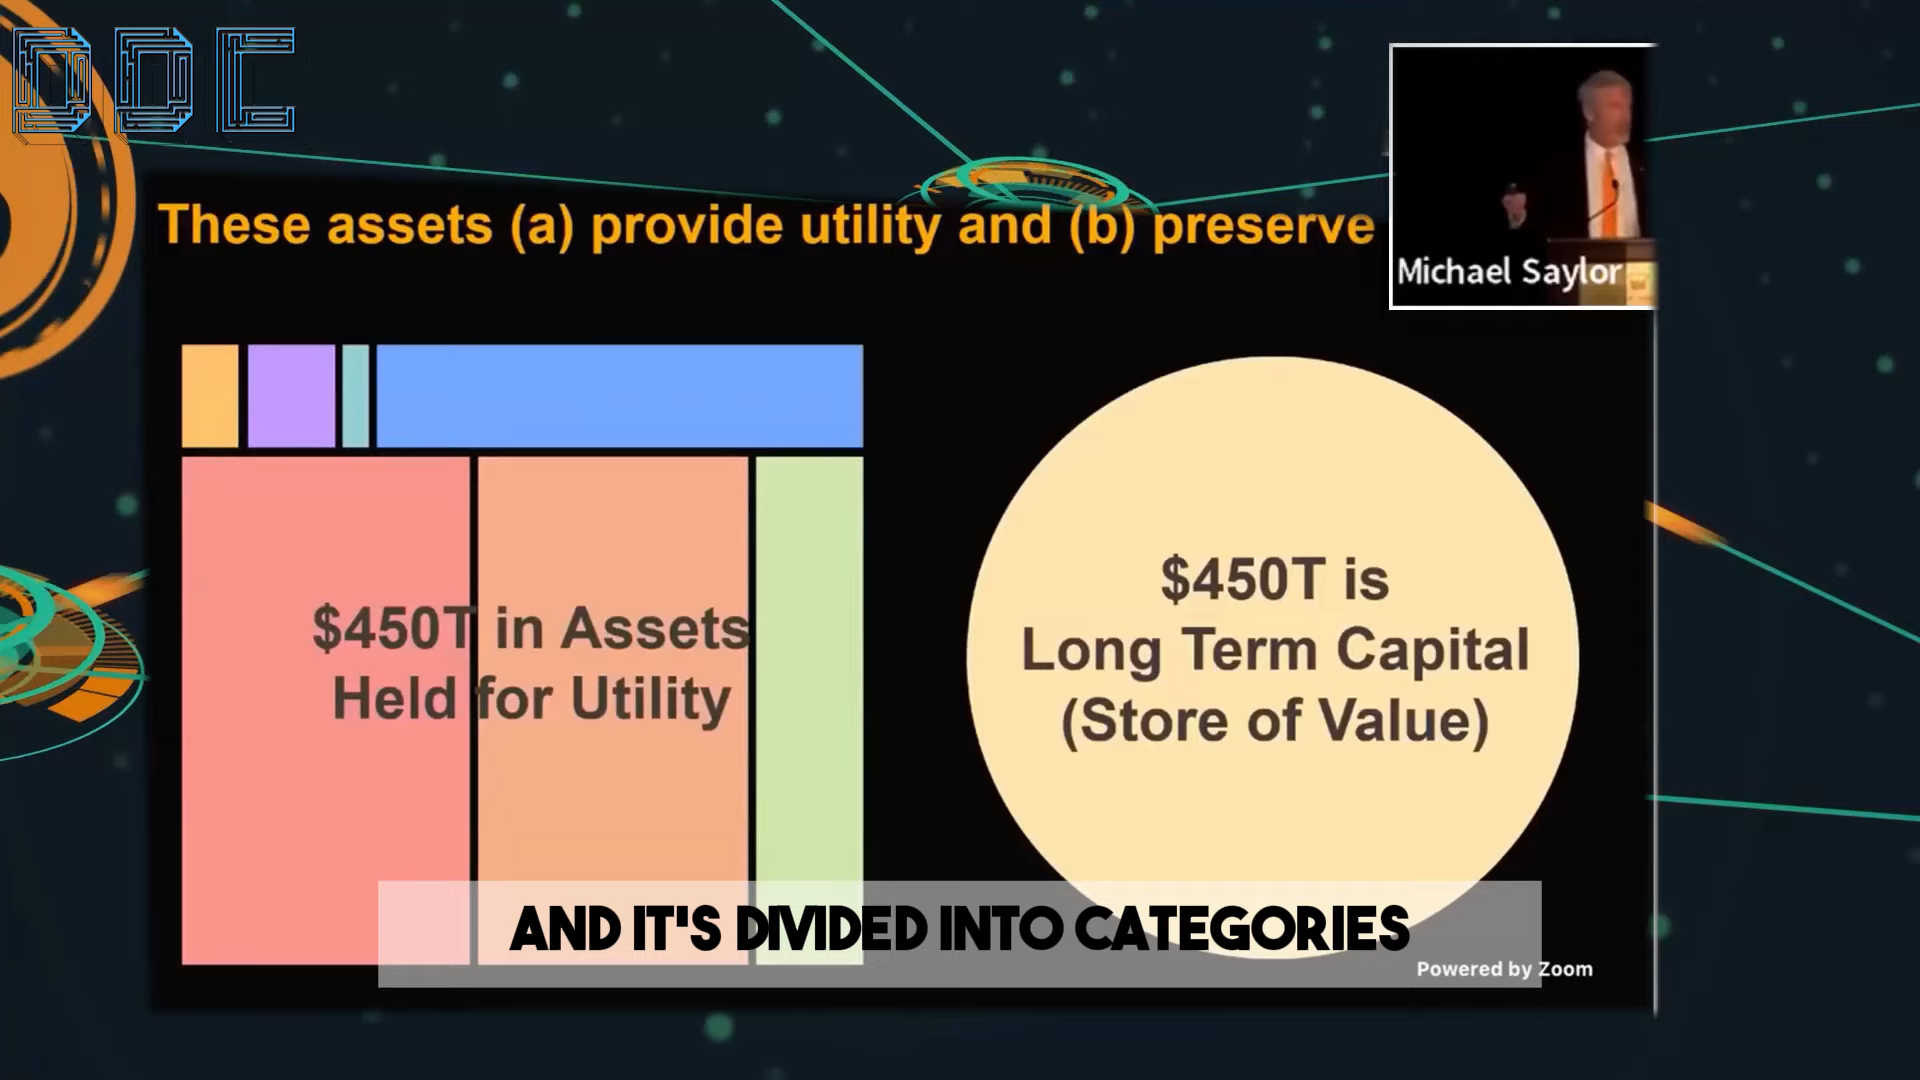 DDC
These assets (a) provide utility and (b) preserve
Michael Saylor
$450T in Assets
Held for Utility
$450T is
Long Term Capital
(Store of Value)
AND IT'S DIVIDED INTO CATEGORIES
Powered by Zoom